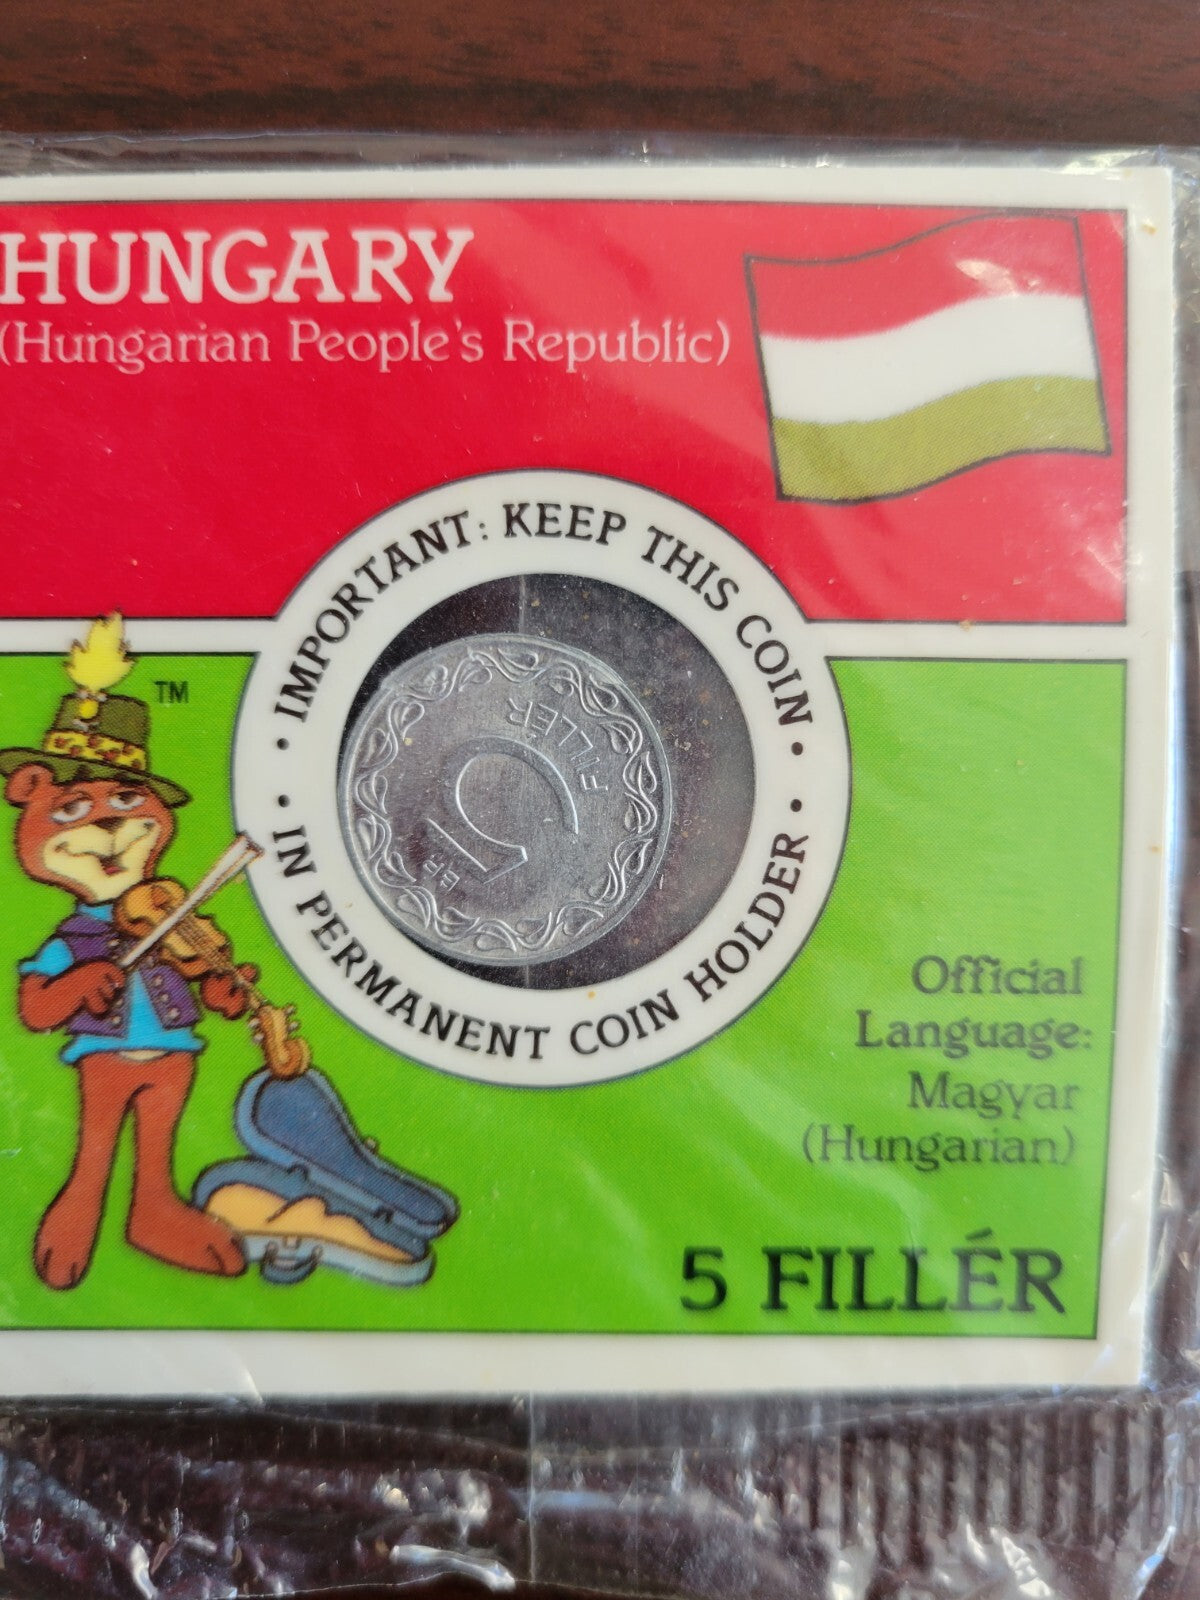 HUNGARY
(Hungarian People's Republic)
• IMPORTANT: KEEP THIS COIN •
• IN PERMANENT COIN HOLDER •
TM
FILLÉR
5
BP.
Official
Language:
Magyar
(Hungarian)
5 FILLÉR